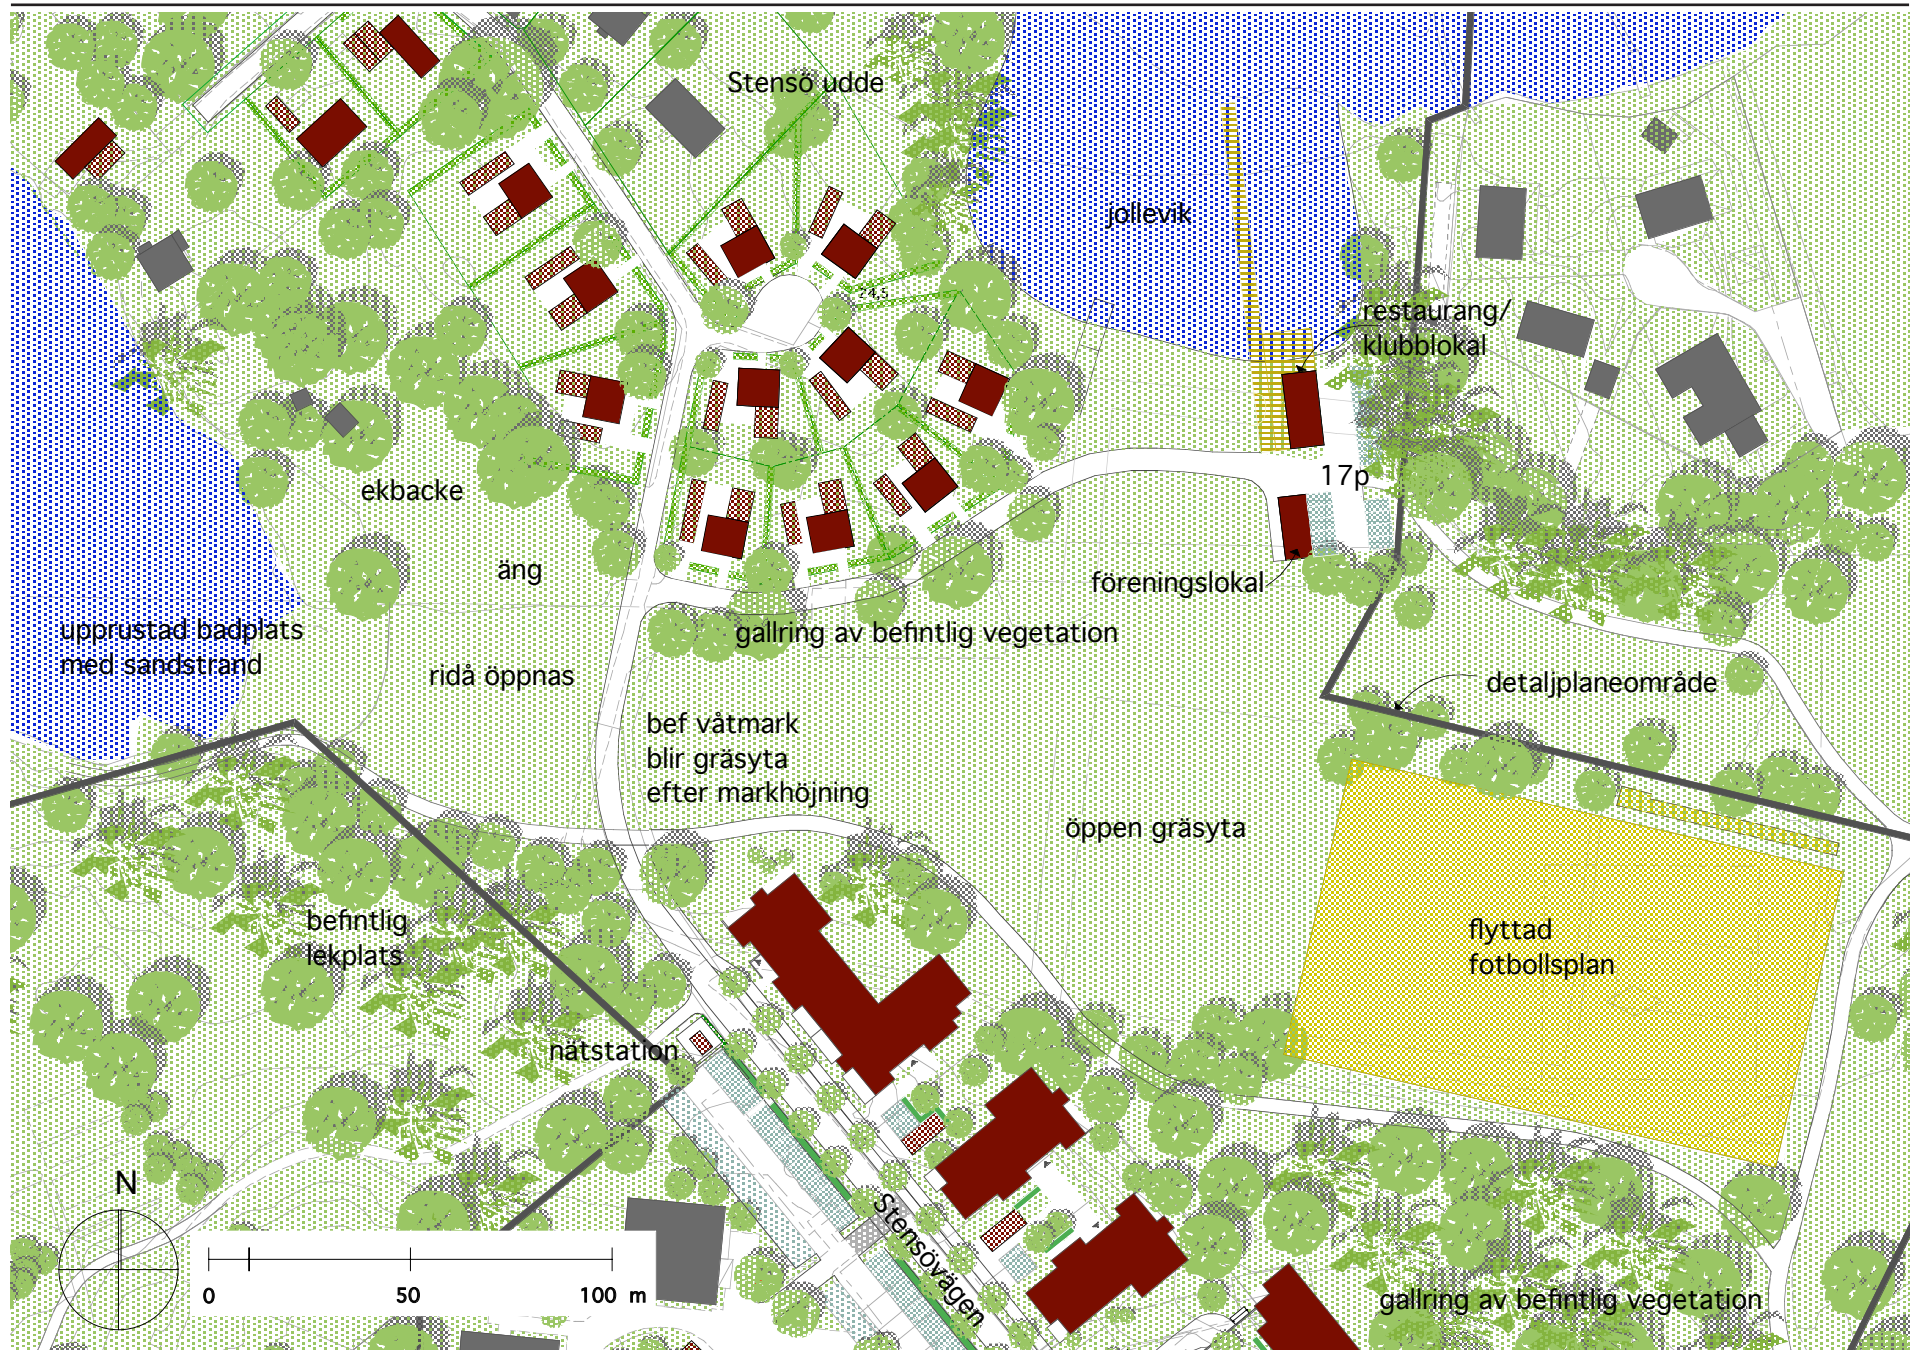 Stensö udde
jollevik
24,5
restaurang/
klubblokal
17p
ekbacke
äng
föreningslokal
upprustad badplats
med sandstrand
gallring av befintlig vegetation
ridå öppnas
detaljplaneområde
bef våtmark
blir gräsyta
efter markhöjning
öppen gräsyta
befintlig
lekplats
flyttad
fotbollsplan
nätstation
N
Stensövägen
0 50 100 m
gallring av befintlig vegetation